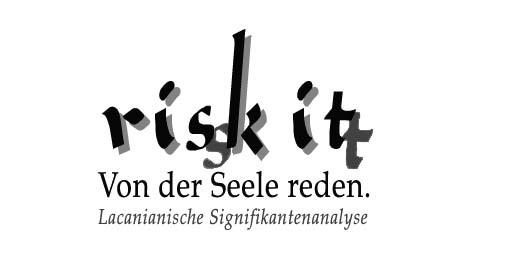 risk it
Von der Seele reden.
Lacanianische Signifikantenanalyse